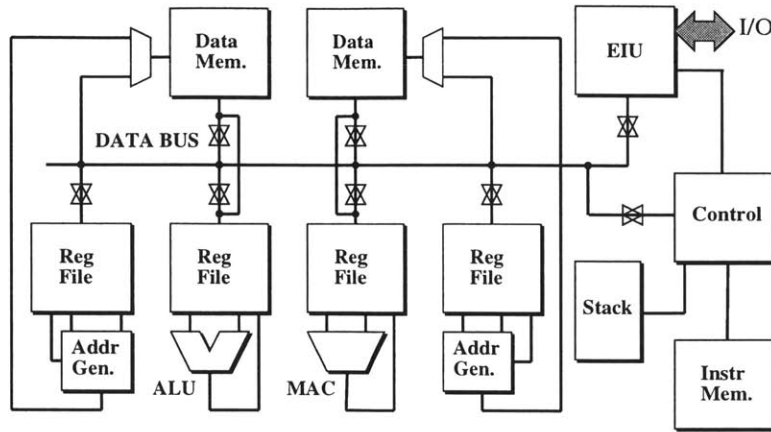 Data
Mem.
Data
Mem.
EIU
I/O
DATA BUS
Reg
File
Reg
File
Reg
File
Reg
File
Control
Stack
Addr
Gen.
ALU
MAC
Addr
Gen.
Instr
Mem.